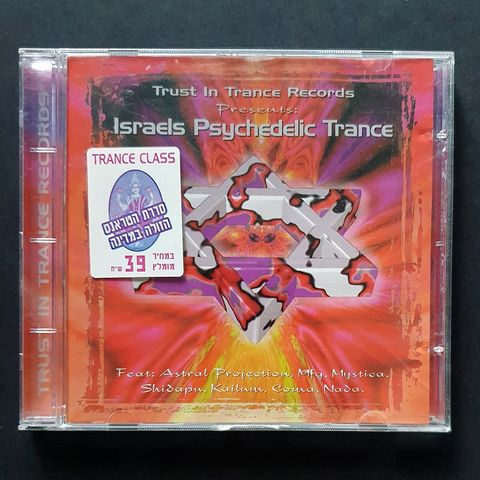 Trust In Trance Records
Presents:
Israels Psychedelic Trance
TRANCE CLASS
סדרת הטראנס
הזולה במדינה
במחיר
מומלץ
39 ש"ח
Feat: Astral Projection, Mfg, Mystica,
Shidapu, Kailum, Coma, Nada.
TRUST IN TRANCE RECORDS